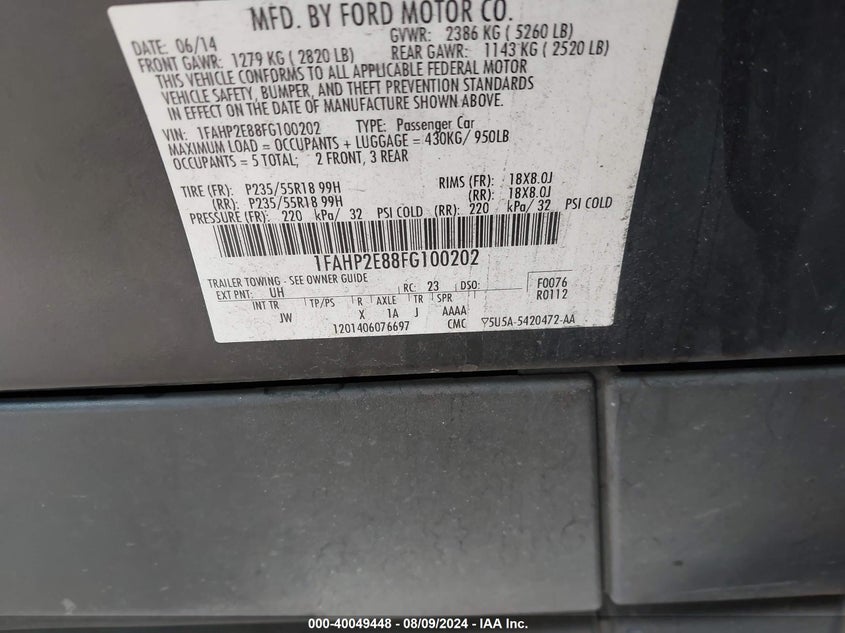 MFD. BY FORD MOTOR CO.
DATE: 06/14 GVWR: 2386 KG ( 5260 LB)
FRONT GAWR: 1279 KG ( 2820 LB) REAR GAWR: 1143 KG ( 2520 LB)
THIS VEHICLE CONFORMS TO ALL APPLICABLE FEDERAL MOTOR
VEHICLE SAFETY, BUMPER, AND THEFT PREVENTION STANDARDS
IN EFFECT ON THE DATE OF MANUFACTURE SHOWN ABOVE.
VIN: 1FAHP2E88FG100202 TYPE: Passenger Car
MAXIMUM LOAD = OCCUPANTS + LUGGAGE = 430KG/ 950LB
OCCUPANTS = 5 TOTAL; 2 FRONT, 3 REAR
TIRE (FR): P235/55R18 99H RIMS (FR): 18X8.0J
(RR): P235/55R18 99H (RR): 18X8.0J
PRESSURE (FR): 220 kPa/ 32 PSI COLD (RR): 220 kPa/ 32 PSI COLD
1FAHP2E88FG100202
TRAILER TOWING - SEE OWNER GUIDE
EXT PNT: UH RC: 23 DSO: F0076
INT TR TP/PS R AXLE TR SPR R0112
JW X 1A J AAAA
1201406076697 CMC 5U5A-5420472-AA
000-40049448 - 08/09/2024 - IAA Inc.